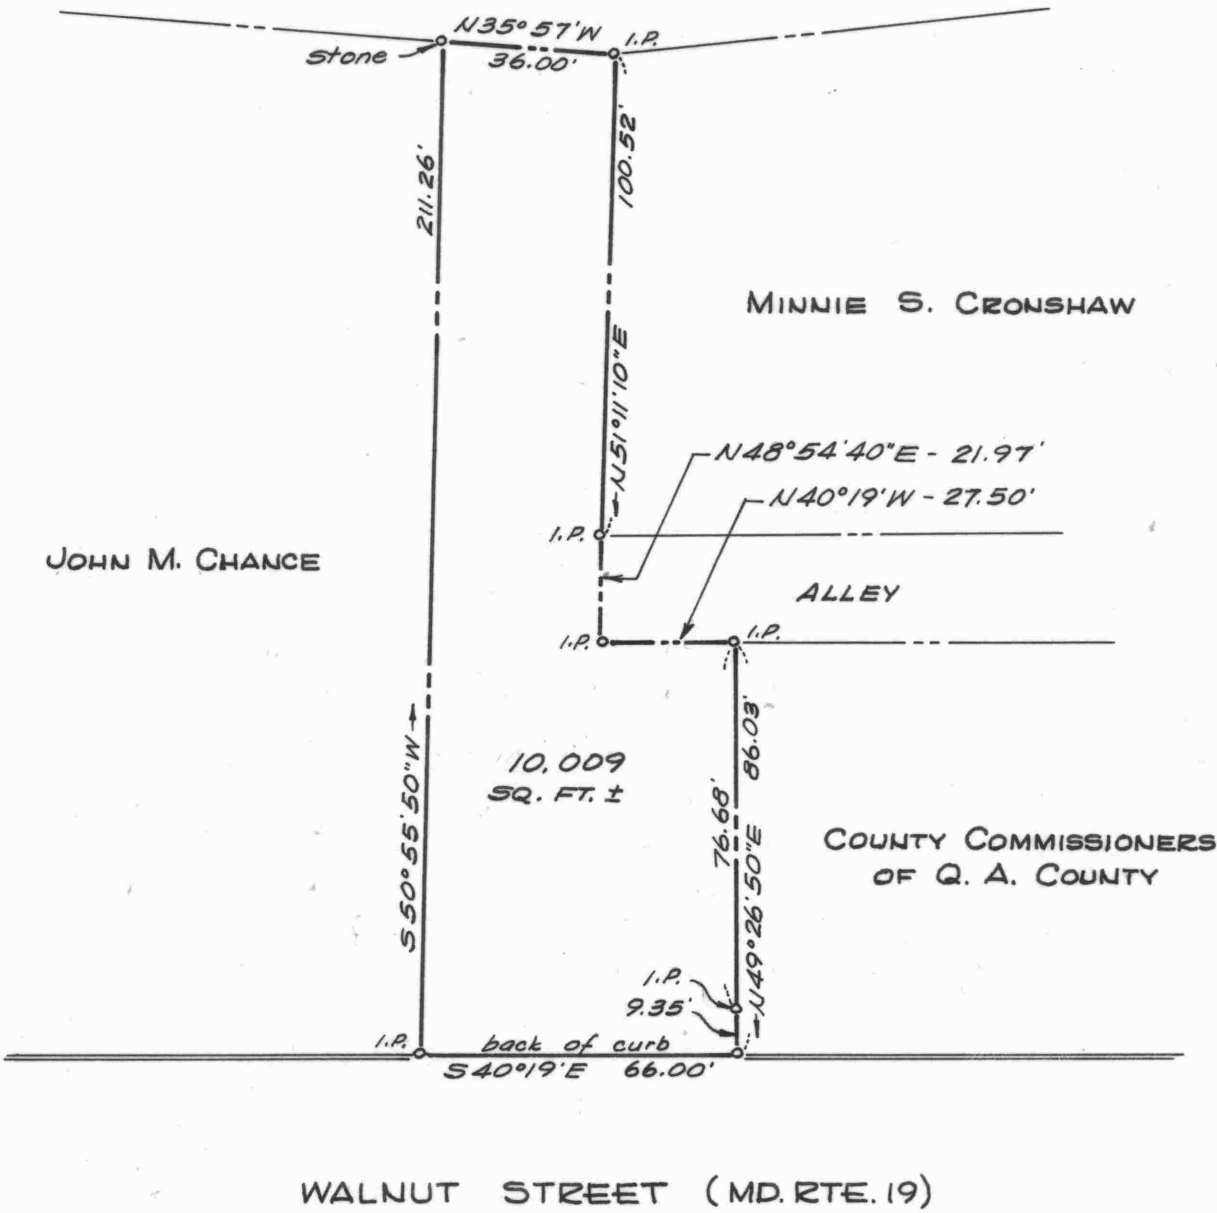 N35°57'W
I.P.
Stone
36.00'
211.26'
100.52'
MINNIE S. CRONSHAW
N51°11'10"E
N48°54'40"E - 21.97'
N40°19'W - 27.50'
I.P.
JOHN M. CHANCE
ALLEY
I.P.
I.P.
S50°55'50"W
10,009
SQ. FT. ±
86.03'
76.68'
COUNTY COMMISSIONERS
OF Q. A. COUNTY
N49°26'50"E
I.P.
9.35'
I.P.
back of curb
S40°19'E 66.00'
WALNUT STREET (MD. RTE. 19)